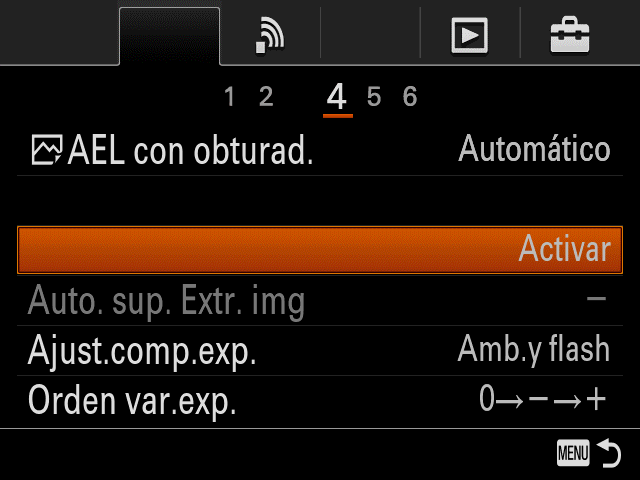 1 2 4 5 6
AEL con obturad. Automático
Activar
Auto. sup. Extr. img –
Ajust.comp.exp. Amb.y flash
Orden var.exp. 0→–→+
MENU